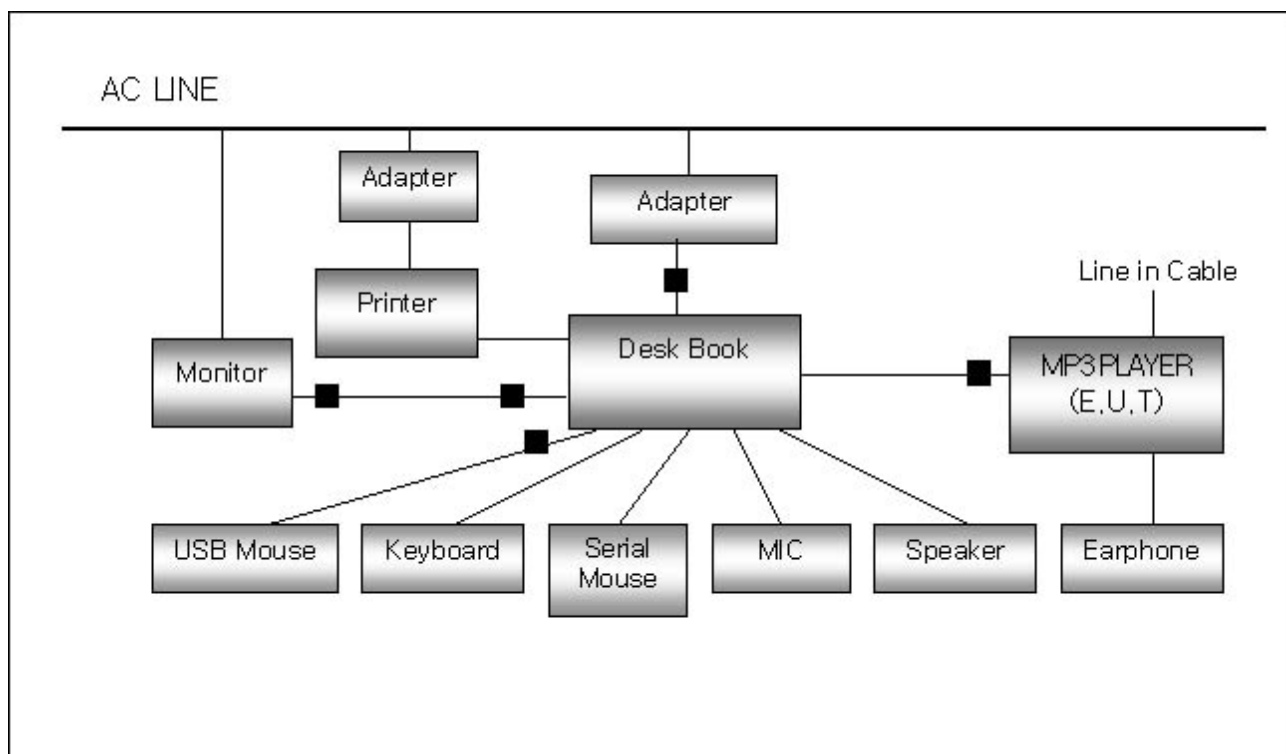 AC LINE
Adapter
Adapter
Line in Cable
Printer
Desk Book
Monitor
MP3 PLAYER
(E,U,T)
USB Mouse
Keyboard
Serial
Mouse
MIC
Speaker
Earphone